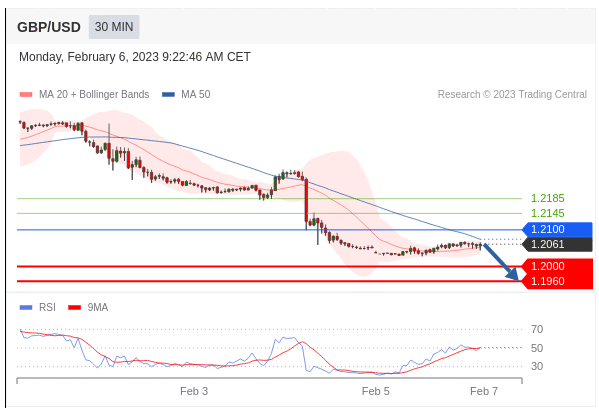 GBP/USD 30 MIN
Monday, February 6, 2023 9:22:46 AM CET
MA 20 + Bollinger Bands MA 50 Research © 2023 Trading Central
1.2185
1.2145
1.2100
1.2061
1.2000
1.1960
RSI 9MA
70
50
30
Feb 3 Feb 5 Feb 7